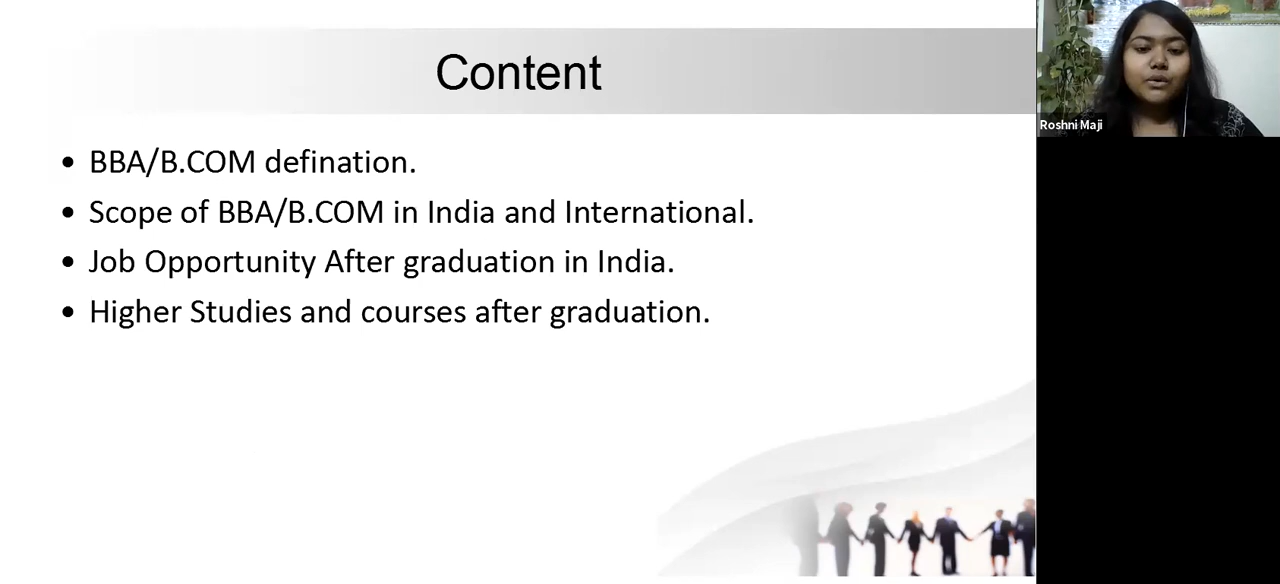 Content
• BBA/B.COM defination.
• Scope of BBA/B.COM in India and International.
• Job Opportunity After graduation in India.
• Higher Studies and courses after graduation.
Roshni Maji